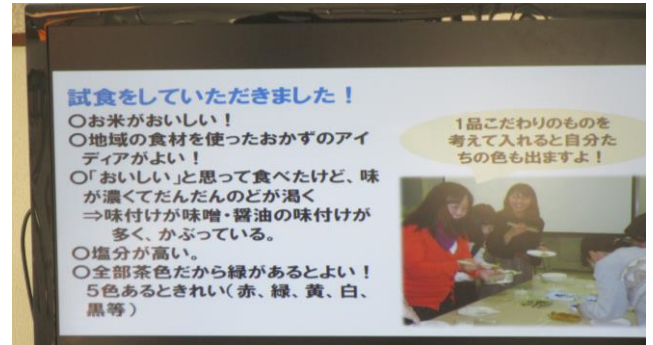 試食をしていただきました！
○お米がおいしい！
○地域の食材を使ったおかずのアイ
ディアがよい！
○「おいしい」と思って食べたけど、味
が濃くてだんだんのどが渇く
⇒味付けが味噌・醤油の味付けが
多く、かぶっている。
○塩分が高い。
○全部茶色だから緑があるとよい！
５色あるときれい（赤、緑、黄、白、
黒等）
１品こだわりのものを
考えて入れると自分た
ちの色も出ますよ！